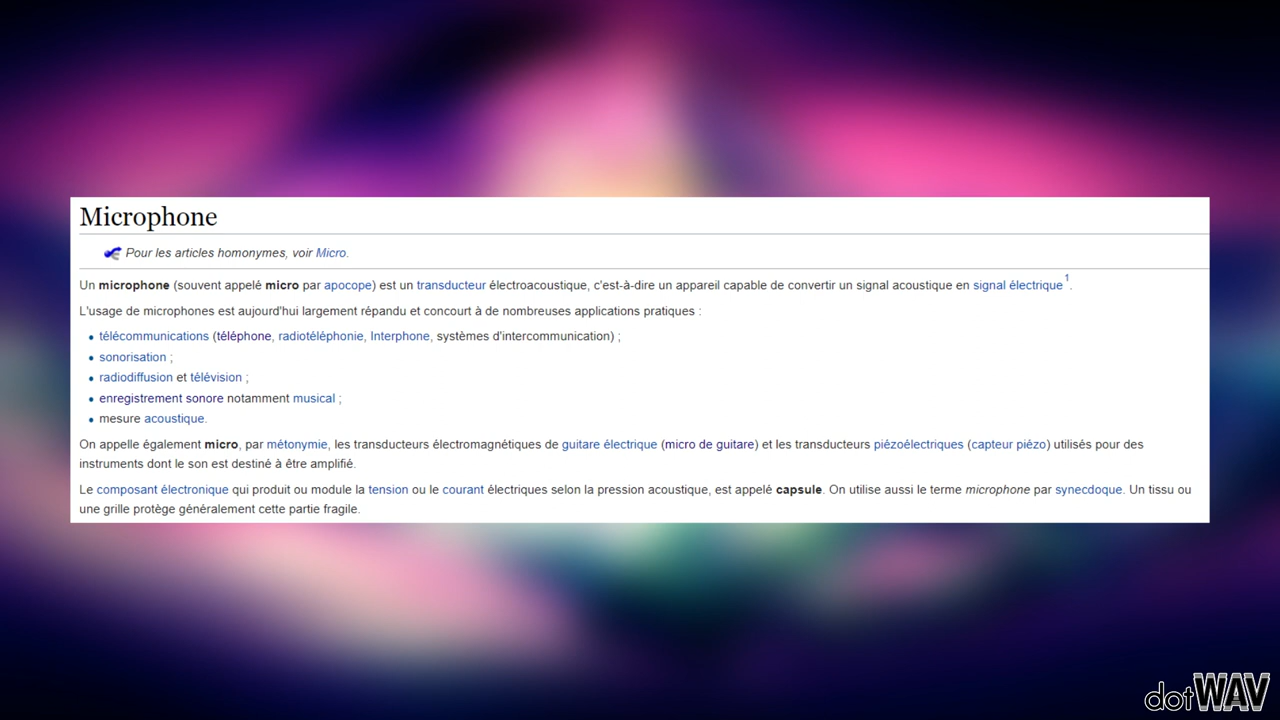 Microphone
Pour les articles homonymes, voir Micro.
Un microphone (souvent appelé micro par apocope) est un transducteur électroacoustique, c'est-à-dire un appareil capable de convertir un signal acoustique en signal électrique1.
L'usage de microphones est aujourd'hui largement répandu et concourt à de nombreuses applications pratiques :
• télécommunications (téléphone, radiotéléphonie, Interphone, systèmes d'intercommunication) ;
• sonorisation ;
• radiodiffusion et télévision ;
• enregistrement sonore notamment musical ;
• mesure acoustique.
On appelle également micro, par métonymie, les transducteurs électromagnétiques de guitare électrique (micro de guitare) et les transducteurs piézoélectriques (capteur piézo) utilisés pour des
instruments dont le son est destiné à être amplifié.
Le composant électronique qui produit ou module la tension ou le courant électriques selon la pression acoustique, est appelé capsule. On utilise aussi le terme microphone par synecdoque. Un tissu ou
une grille protège généralement cette partie fragile.
dotWAV